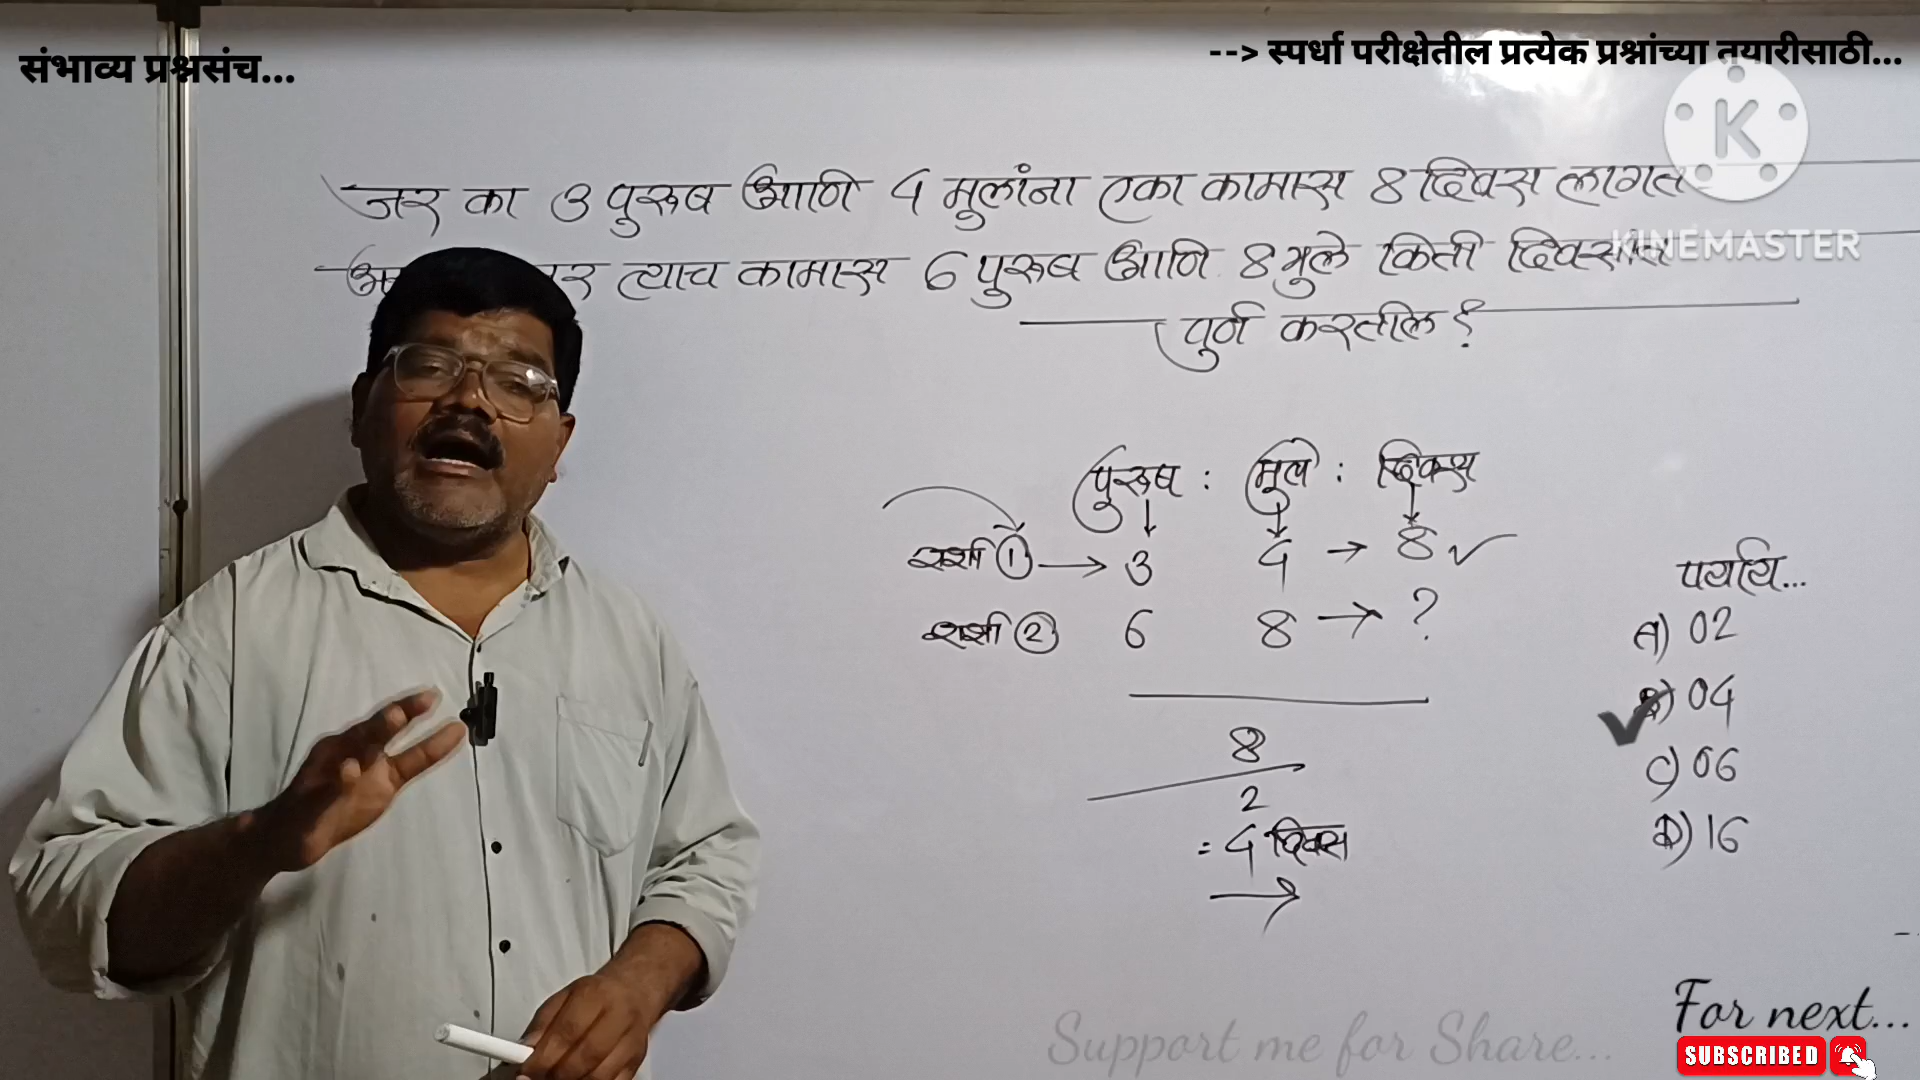 संभाव्य प्रश्नसंच...
--> स्पर्धा परीक्षेतील प्रत्येक प्रश्नांच्या तयारीसाठी...
K
KINEMASTER
जर का 3 पुरुष आणि 4 मुलांना एका कामास 8 दिवस लागत
त्याच कामास 6 पुरुष आणि 8 मुले किती दिवसांत
पुर्ण करतील ?
पुरुष : मुले : दिवस
राशी ① → 3 4 → 8 ✓
राशी ② 6 8 → ?
8
2
= 4 दिवस
पर्याय...
A) 02
B) 04
C) 06
D) 16
Support me for Share...
For next...
SUBSCRIBED